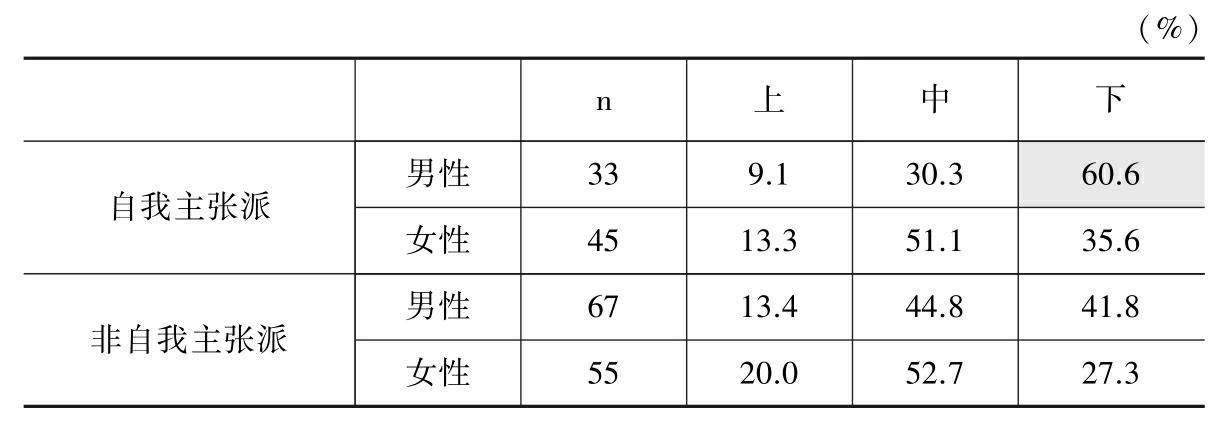 (%)
n 上 中 下
自我主张派 男性 33 9.1 30.3 60.6
女性 45 13.3 51.1 35.6
非自我主张派 男性 67 13.4 44.8 41.8
女性 55 20.0 52.7 27.3